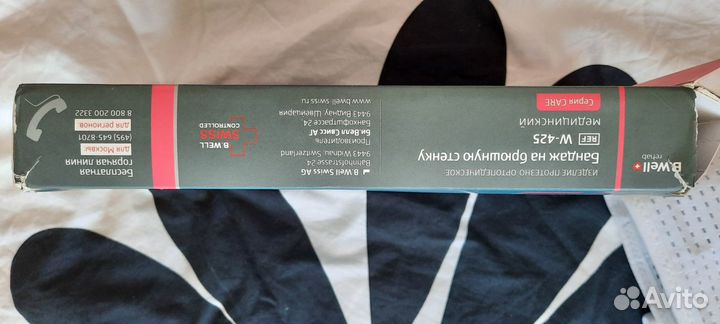 B.Well+
rehab
ИЗДЕЛИЕ ПРОТЕЗНО ОРТОПЕДИЧЕСКОЕ
Бандаж на брюшную стенку
REF W-425
МЕДИЦИНСКИЙ
Серия CARE
B.Well Swiss AG
Bahnhofstrasse 24
9443 Widnau, Switzerland
Производитель
Би.Велл Свисс АГ
Банхофштрассе 24
9443 Виднау, Швейцария
www.bwell-swiss.ru
B.WELL
SWISS
CONTROLLED
Бесплатная
горячая линия
для Москвы:
(495) 645-8701
для регионов:
8 800 200 3322
Avito